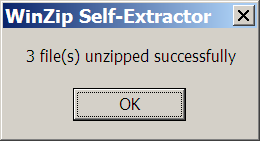 WinZip Self-Extractor
3 file(s) unzipped successfully
OK